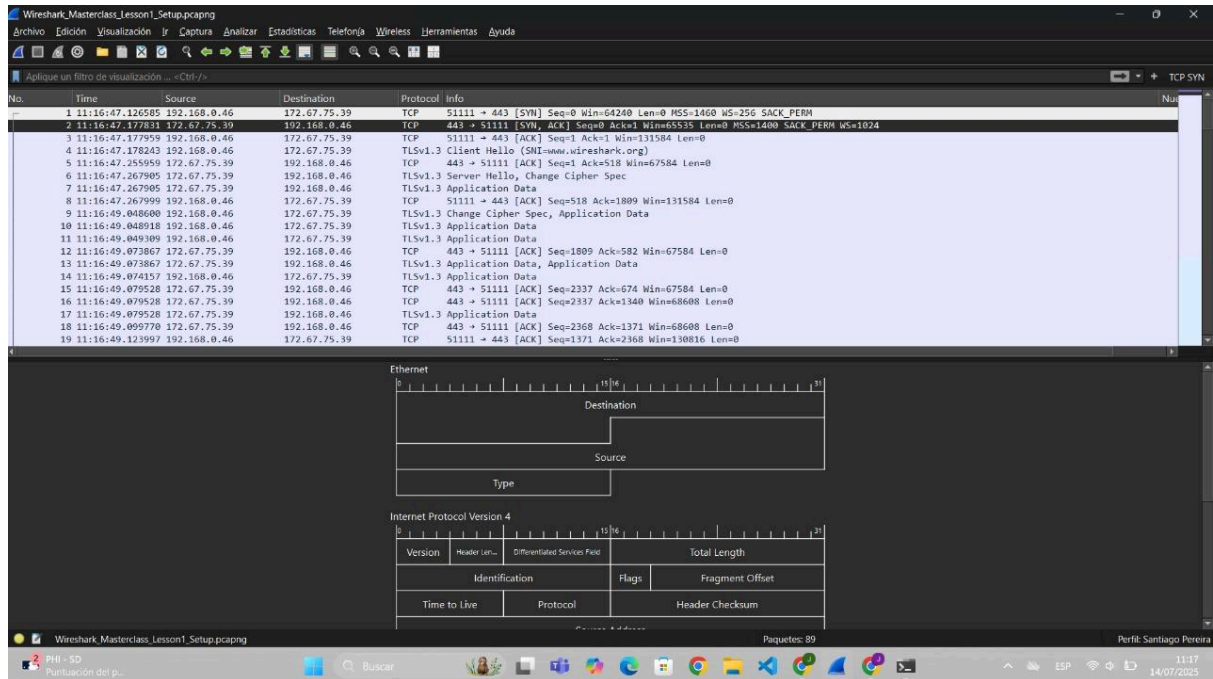 Wireshark_Masterclass_Lesson1_Setup.pcapng
Archivo Edición Visualización Ir Captura Analizar Estadísticas Telefonía Wireless Herramientas Ayuda
Aplique un filtro de visualización ... <Ctrl-/> + TCP SYN
No. Time Source Destination Protocol Info Nue
1 11:16:47.126585 192.168.0.46 172.67.75.39 TCP 51111 → 443 [SYN] Seq=0 Win=64240 Len=0 MSS=1460 WS=256 SACK_PERM
2 11:16:47.177831 172.67.75.39 192.168.0.46 TCP 443 → 51111 [SYN, ACK] Seq=0 Ack=1 Win=65535 Len=0 MSS=1400 SACK_PERM WS=1024
3 11:16:47.177959 192.168.0.46 172.67.75.39 TCP 51111 → 443 [ACK] Seq=1 Ack=1 Win=131584 Len=0
4 11:16:47.178243 192.168.0.46 172.67.75.39 TLSv1.3 Client Hello (SNI=www.wireshark.org)
5 11:16:47.255959 172.67.75.39 192.168.0.46 TCP 443 → 51111 [ACK] Seq=1 Ack=518 Win=67584 Len=0
6 11:16:47.267905 172.67.75.39 192.168.0.46 TLSv1.3 Server Hello, Change Cipher Spec
7 11:16:47.267905 172.67.75.39 192.168.0.46 TLSv1.3 Application Data
8 11:16:47.267999 192.168.0.46 172.67.75.39 TCP 51111 → 443 [ACK] Seq=518 Ack=1809 Win=131584 Len=0
9 11:16:49.048600 192.168.0.46 172.67.75.39 TLSv1.3 Change Cipher Spec, Application Data
10 11:16:49.048918 192.168.0.46 172.67.75.39 TLSv1.3 Application Data
11 11:16:49.049309 192.168.0.46 172.67.75.39 TLSv1.3 Application Data
12 11:16:49.073867 172.67.75.39 192.168.0.46 TCP 443 → 51111 [ACK] Seq=1809 Ack=582 Win=67584 Len=0
13 11:16:49.073867 172.67.75.39 192.168.0.46 TLSv1.3 Application Data, Application Data
14 11:16:49.074157 192.168.0.46 172.67.75.39 TLSv1.3 Application Data
15 11:16:49.079528 172.67.75.39 192.168.0.46 TCP 443 → 51111 [ACK] Seq=2337 Ack=674 Win=67584 Len=0
16 11:16:49.079528 172.67.75.39 192.168.0.46 TCP 443 → 51111 [ACK] Seq=2337 Ack=1340 Win=68608 Len=0
17 11:16:49.079528 172.67.75.39 192.168.0.46 TLSv1.3 Application Data
18 11:16:49.099770 172.67.75.39 192.168.0.46 TCP 443 → 51111 [ACK] Seq=2368 Ack=1371 Win=68608 Len=0
19 11:16:49.123997 192.168.0.46 172.67.75.39 TCP 51111 → 443 [ACK] Seq=1371 Ack=2368 Win=130816 Len=0
Ethernet
0 15 16 31
Destination
Source
Type
Internet Protocol Version 4
0 15 16 31
Version Header Len... Differentiated Services Field Total Length
Identification Flags Fragment Offset
Time to Live Protocol Header Checksum
Source Address
Wireshark_Masterclass_Lesson1_Setup.pcapng Paquetes: 89 Perfil: Santiago Pereira
2 PHI - SD
Puntuación del p...
Buscar
ESP
11:17
14/07/2025